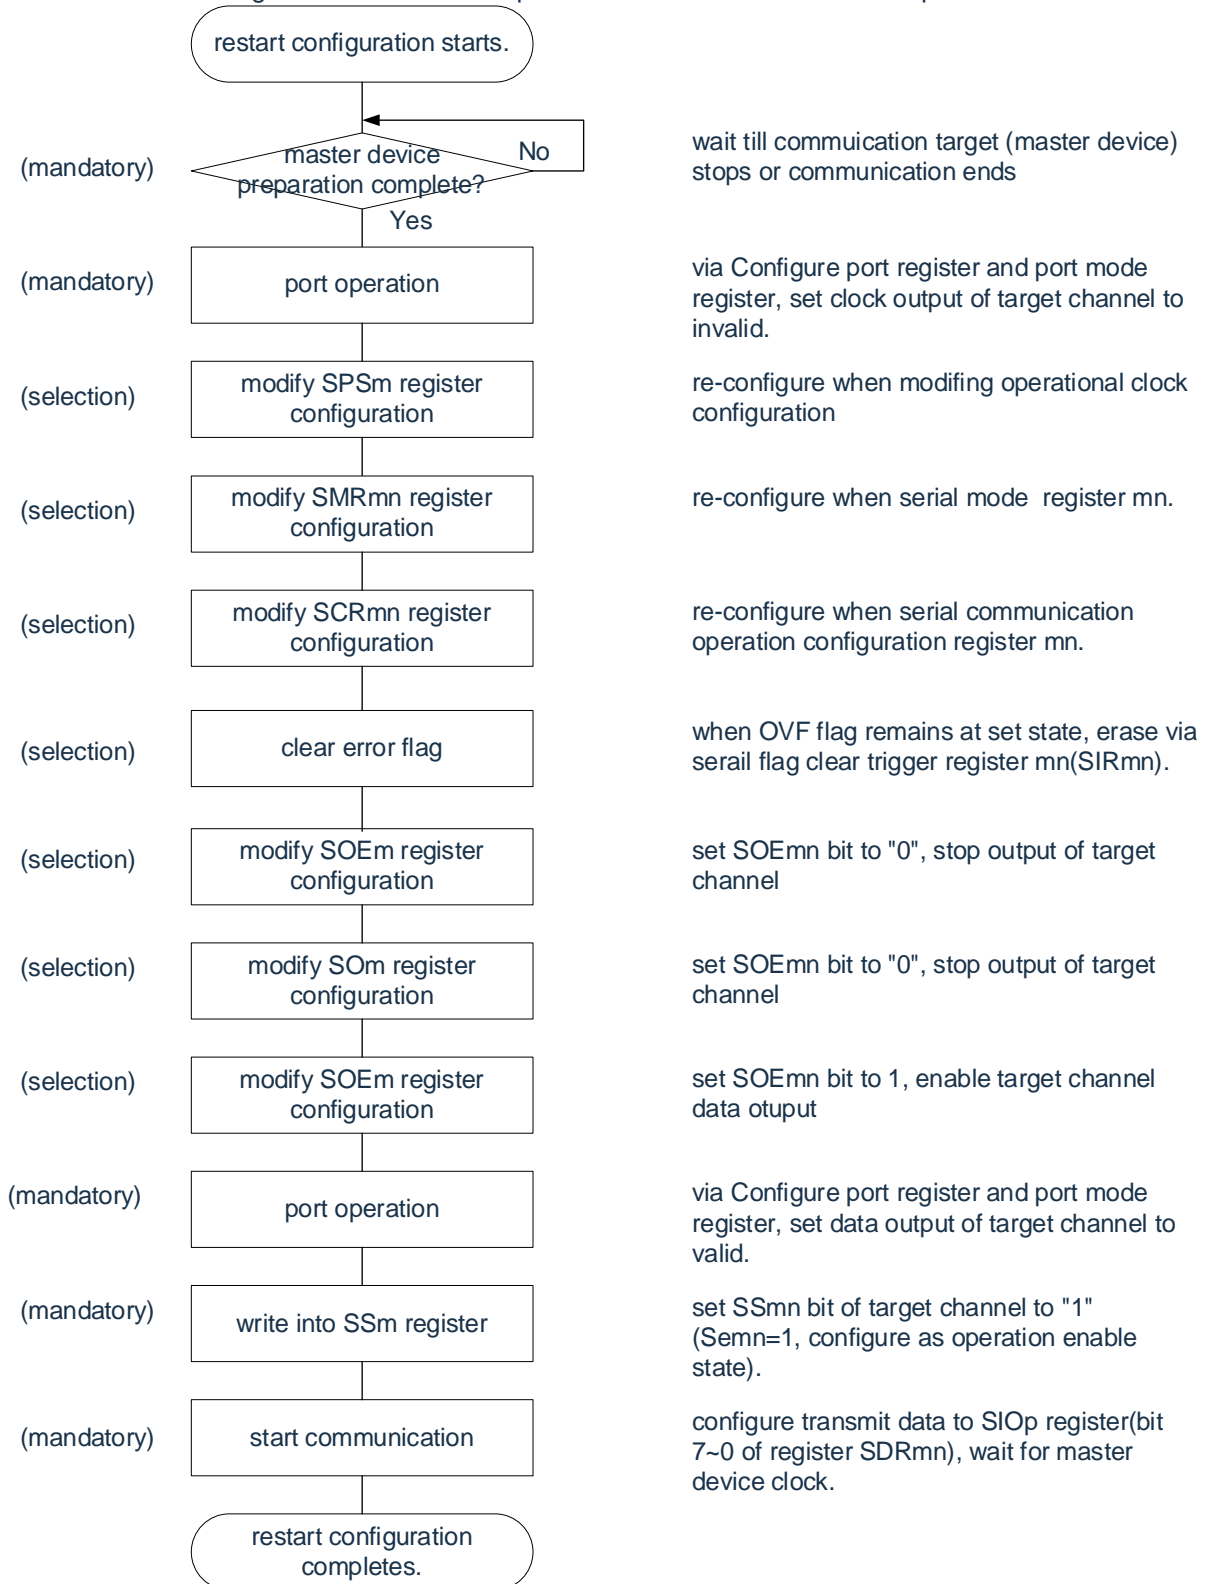 restart configuration starts.
(mandatory)
master device
preparation complete?
No
Yes
wait till commuication target (master device)
stops or communication ends
(mandatory)
port operation
via Configure port register and port mode
register, set clock output of target channel to
invalid.
(selection)
modify SPSm register
configuration
re-configure when modifing operational clock
configuration
(selection)
modify SMRmn register
configuration
re-configure when serial mode  register mn.
(selection)
modify SCRmn register
configuration
re-configure when serial communication
operation configuration register mn.
(selection)
clear error flag
when OVF flag remains at set state, erase via
serail flag clear trigger register mn(SIRmn).
(selection)
modify SOEm register
configuration
set SOEmn bit to "0", stop output of target
channel
(selection)
modify SOm register
configuration
set SOEmn bit to "0", stop output of target
channel
(selection)
modify SOEm register
configuration
set SOEmn bit to 1, enable target channel
data otuput
(mandatory)
port operation
via Configure port register and port mode
register, set data output of target channel to
valid.
(mandatory)
write into SSm register
set SSmn bit of target channel to "1"
(Semn=1, configure as operation enable
state).
(mandatory)
start communication
configure transmit data to SIOp register(bit
7~0 of register SDRmn), wait for master
device clock.
restart configuration
completes.